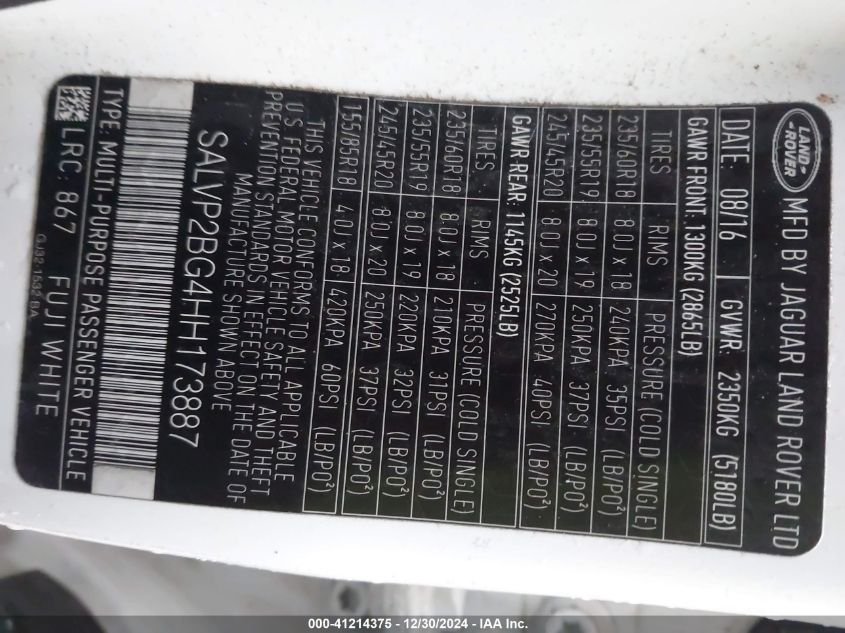 LAND-
ROVER
MFD BY JAGUAR LAND ROVER LTD
DATE: 08/16 GVWR: 2350KG (5180LB)
GAWR FRONT: 1300KG (2865LB)
TIRES RIMS PRESSURE (COLD SINGLE)
235/60R18 8.0J x 18 240KPA 35PSI (LB/PO²)
235/55R19 8.0J x 19 250KPA 37PSI (LB/PO²)
245/45R20 8.0J x 20 270KPA 40PSI (LB/PO²)
GAWR REAR: 1145KG (2525LB)
TIRES RIMS PRESSURE (COLD SINGLE)
235/60R18 8.0J x 18 210KPA 31PSI (LB/PO²)
235/55R19 8.0J x 19 220KPA 32PSI (LB/PO²)
245/45R20 8.0J x 20 250KPA 37PSI (LB/PO²)
155/85R18 4.0J x 18 420KPA 60PSI (LB/PO²)
THIS VEHICLE CONFORMS TO ALL APPLICABLE
U.S FEDERAL MOTOR VEHICLE SAFETY AND THEFT
PREVENTION STANDARDS IN EFFECT ON THE DATE OF
MANUFACTURE SHOWN ABOVE
SALVP2BG4HH173887
TYPE: MULTI-PURPOSE PASSENGER VEHICLE
LRC: 867 FUJI WHITE
GJ32-1532-BA
000-41214375 - 12/30/2024 - IAA Inc.